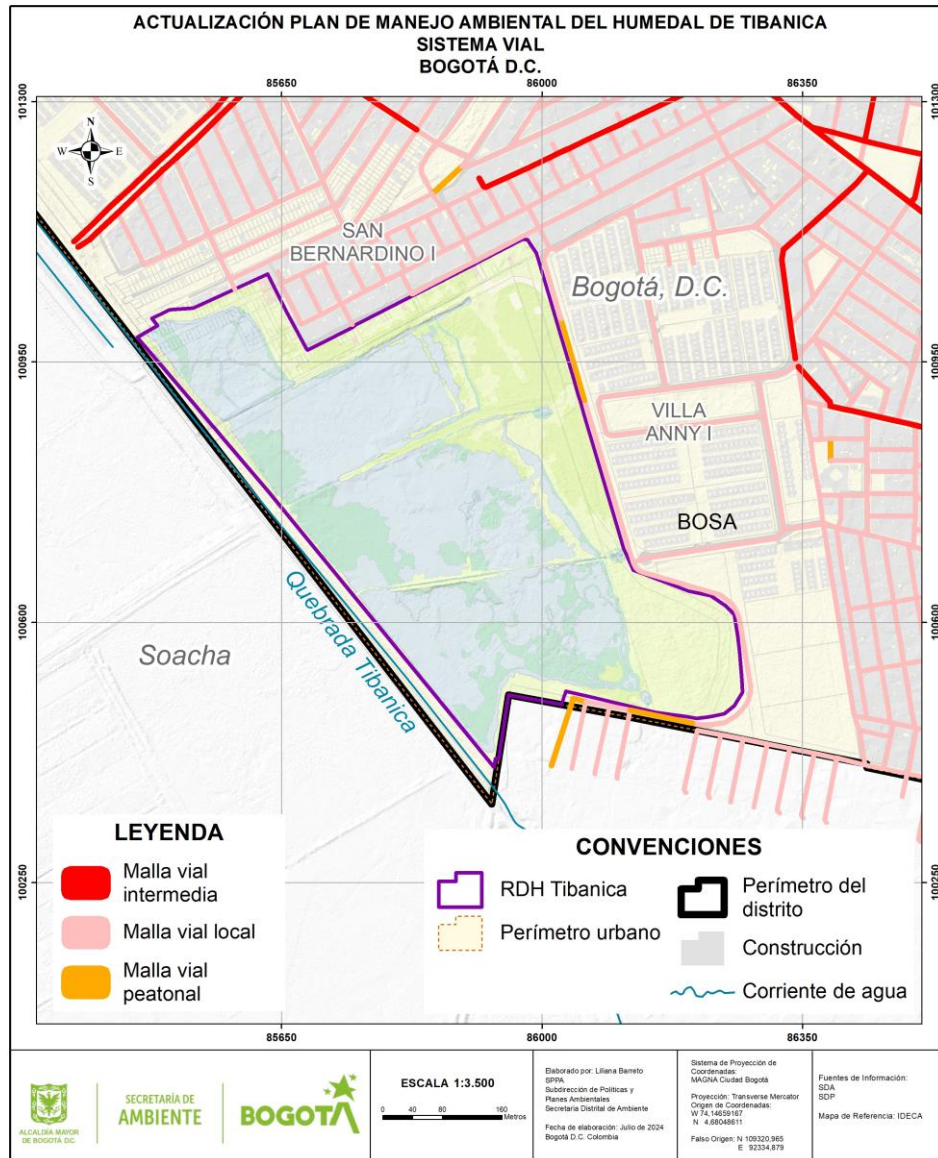 ACTUALIZACIÓN PLAN DE MANEJO AMBIENTAL DEL HUMEDAL DE TIBANICA
SISTEMA VIAL
BOGOTÁ D.C.
85650
86000
86350
101300
101300
N
W
E
S
SAN
BERNARDINO I
Bogotá, D.C.
100950
100950
VILLA
ANNY I
BOSA
Quebrada Tibanica
100600
100600
Soacha
LEYENDA
Malla vial
intermedia
Malla vial local
Malla vial
peatonal
CONVENCIONES
RDH Tibanica
Perímetro urbano
Perímetro del
distrito
Construcción
Corriente de agua
100250
100250
85650
86000
86350
ALCALDÍA MAYOR
DE BOGOTÁ D.C.
SECRETARÍA DE
AMBIENTE
BOGOTÁ
ESCALA 1:3.500
0 40 80 160
Metros
Elaborado por: Liliana Barreto
SPPA
Subdirección de Políticas y
Planes Ambientales
Secretaria Distrital de Ambiente
Fecha de elaboración: Julio de 2024
Bogotá D.C. Colombia
Sistema de Proyección de
Coordenadas:
MAGNA Ciudad Bogotá
Proyección: Transverse Mercator
Origen de Coordenadas:
W 74,14659167
N 4,68048611
Falso Origen: N 109320,965
E 92334,879
Fuentes de Información:
SDA
SDP
Mapa de Referencia: IDECA